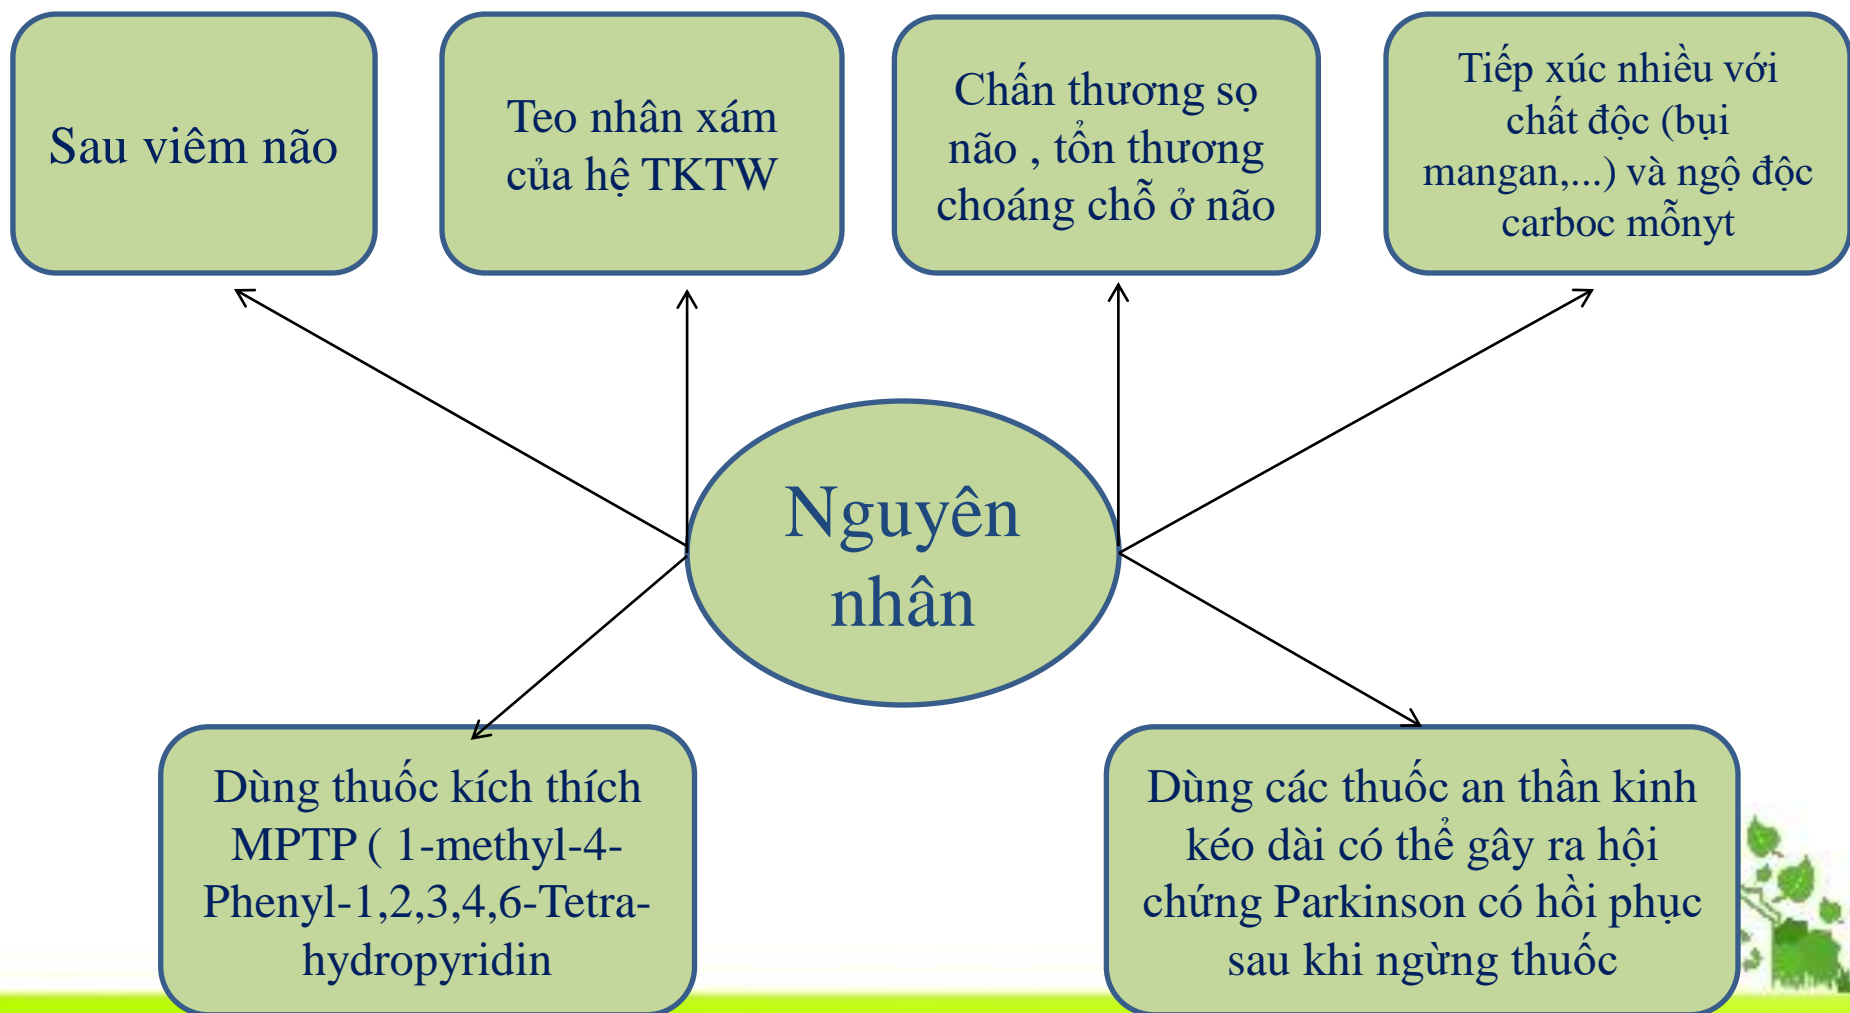 Sau viêm não
Teo nhân xám
của hệ TKTW
Chấn thương sọ
não , tổn thương
choáng chỗ ở não
Tiếp xúc nhiều với
chất độc (bụi
mangan,...) và ngộ độc
carboc mỗnyt
Nguyên
nhân
Dùng thuốc kích thích
MPTP ( 1-methyl-4-
Phenyl-1,2,3,4,6-Tetra-
hydropyridin
Dùng các thuốc an thần kinh
kéo dài có thể gây ra hội
chứng Parkinson có hồi phục
sau khi ngừng thuốc